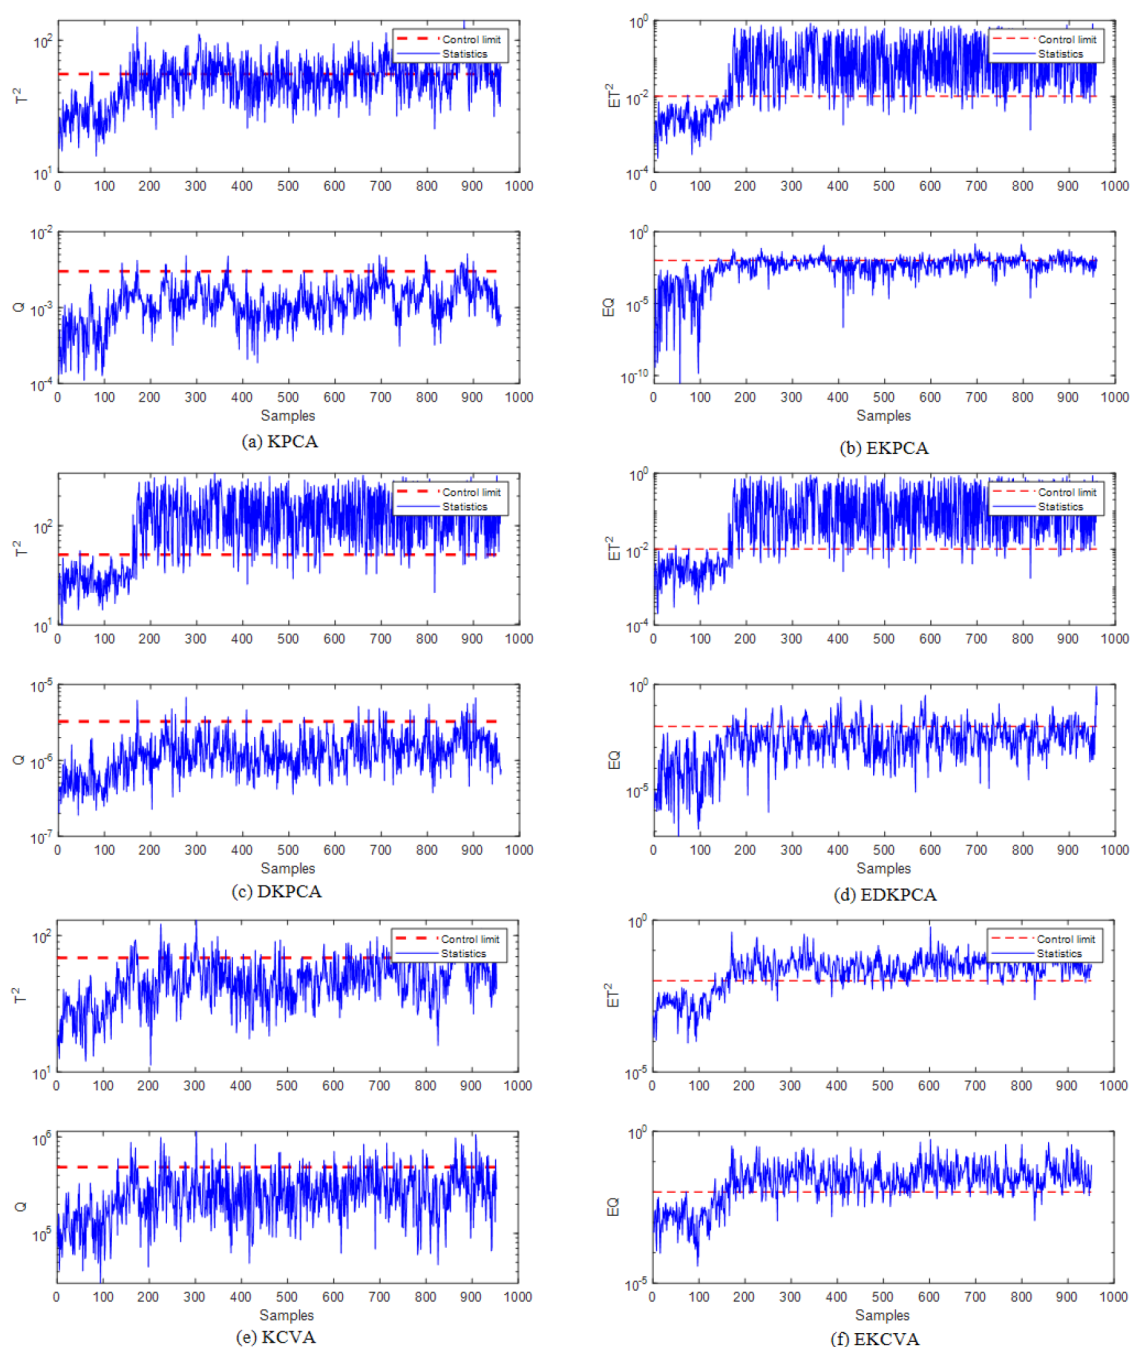 10^2
T^2
10^1
Control limit
Statistics
0 100 200 300 400 500 600 700 800 900 1000
10^-2
Q
10^-3
10^-4
0 100 200 300 400 500 600 700 800 900 1000
Samples
(a) KPCA
10^0
ET^2
10^-2
10^-4
Control limit
Statistics
0 100 200 300 400 500 600 700 800 900 1000
10^0
EQ
10^-5
10^-10
0 100 200 300 400 500 600 700 800 900 1000
Samples
(b) EKPCA
T^2
10^2
10^1
Control limit
Statistics
0 100 200 300 400 500 600 700 800 900 1000
10^-5
Q
10^-6
10^-7
0 100 200 300 400 500 600 700 800 900 1000
Samples
(c) DKPCA
10^0
ET^2
10^-2
10^-4
Control limit
Statistics
0 100 200 300 400 500 600 700 800 900 1000
10^0
EQ
10^-5
0 100 200 300 400 500 600 700 800 900 1000
Samples
(d) EDKPCA
10^2
T^2
10^1
Control limit
Statistics
0 100 200 300 400 500 600 700 800 900 1000
10^6
Q
10^5
0 100 200 300 400 500 600 700 800 900 1000
Samples
(e) KCVA
10^0
ET^2
10^-5
Control limit
Statistics
0 100 200 300 400 500 600 700 800 900 1000
10^0
EQ
10^-5
0 100 200 300 400 500 600 700 800 900 1000
Samples
(f) EKCVA